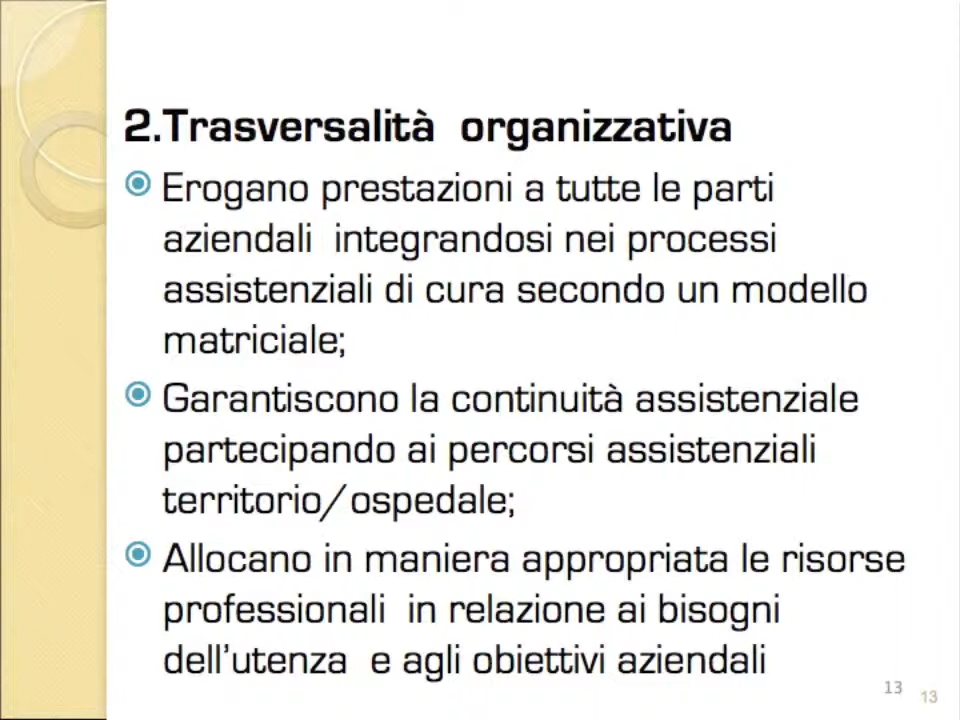 2.Trasversalità organizzativa
Erogano prestazioni a tutte le parti
aziendali integrandosi nei processi
assistenziali di cura secondo un modello
matriciale;
Garantiscono la continuità assistenziale
partecipando ai percorsi assistenziali
territorio/ospedale;
Allocano in maniera appropriata le risorse
professionali in relazione ai bisogni
dell’utenza e agli obiettivi aziendali
13
13